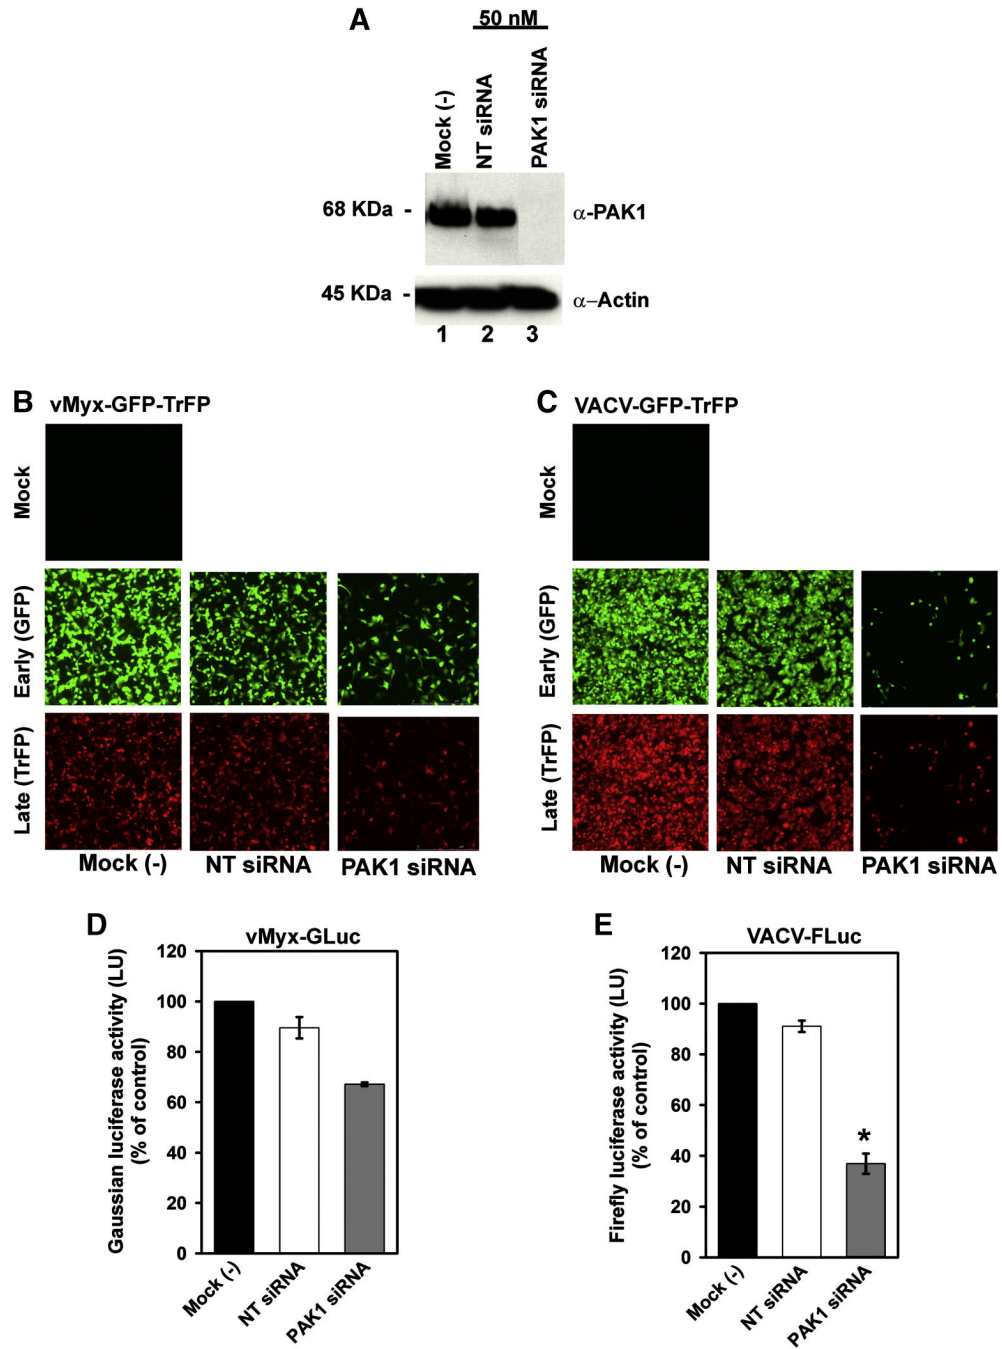 A
50 nM
Mock (-)
NT siRNA
PAK1 siRNA
68 KDa -
α-PAK1
45 KDa -
α–Actin
1 2 3
B vMyx-GFP-TrFP
Mock
Early (GFP)
Late (TrFP)
Mock (-) NT siRNA PAK1 siRNA
C VACV-GFP-TrFP
Mock
Early (GFP)
Late (TrFP)
Mock (-) NT siRNA PAK1 siRNA
D
vMyx-GLuc
Gaussian luciferase activity (LU)
(% of control)
120
100
80
60
40
20
0
Mock (-)
NT siRNA
PAK1 siRNA
E
VACV-FLuc
Firefly luciferase activity (LU)
(% of control)
120
100
80
60
40
20
0
*
Mock (-)
NT siRNA
PAK1 siRNA